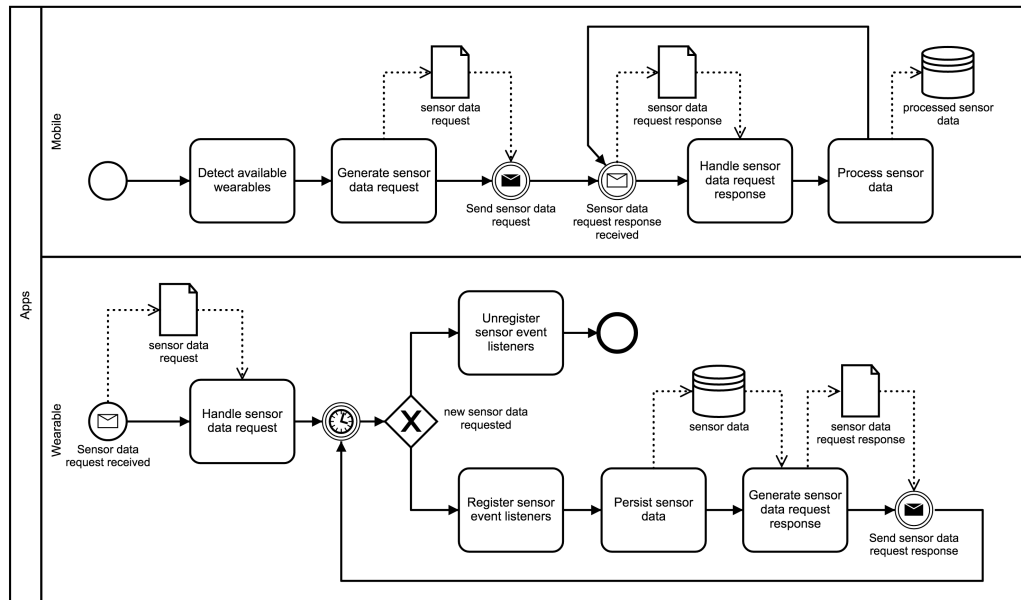 Apps
Mobile
sensor data
request
sensor data
request response
processed sensor
data
Detect available
wearables
Generate sensor
data request
Send sensor data
request
Sensor data
request response
received
Handle sensor
data request
response
Process sensor
data
Wearable
sensor data
request
Sensor data
request received
Handle sensor
data request
X
new sensor data
requested
Unregister
sensor event
listeners
Register sensor
event listeners
Persist sensor
data
sensor data
Generate sensor
data request
response
sensor data
request response
Send sensor data
request response